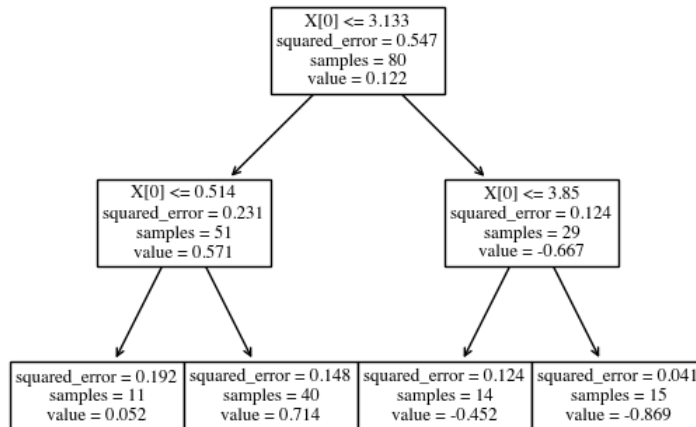 X[0] <= 3.133
squared_error = 0.547
samples = 80
value = 0.122
X[0] <= 0.514
squared_error = 0.231
samples = 51
value = 0.571
X[0] <= 3.85
squared_error = 0.124
samples = 29
value = -0.667
squared_error = 0.192
samples = 11
value = 0.052
squared_error = 0.148
samples = 40
value = 0.714
squared_error = 0.124
samples = 14
value = -0.452
squared_error = 0.041
samples = 15
value = -0.869